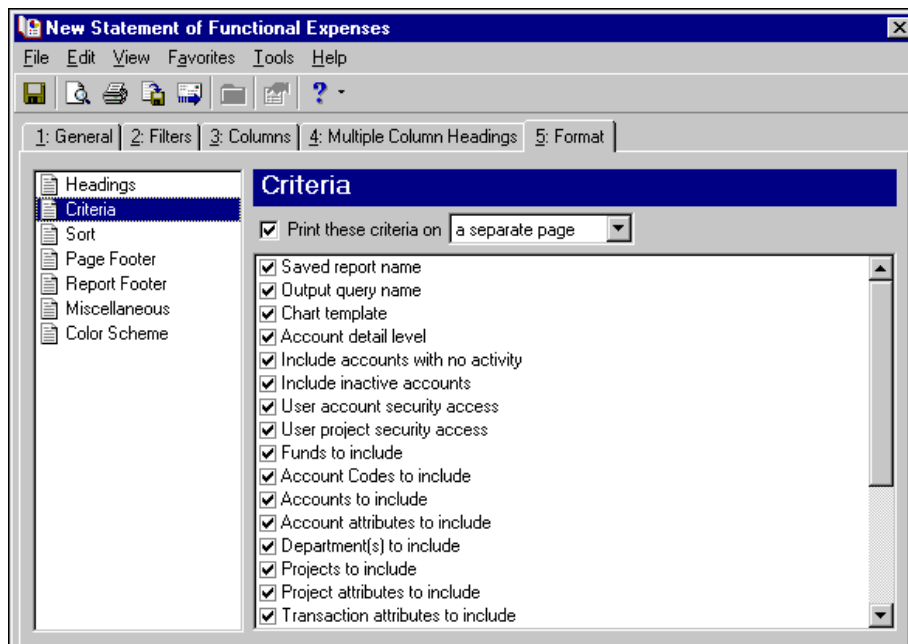 New Statement of Functional Expenses
File Edit View Favorites Tools Help
1: General 2: Filters 3: Columns 4: Multiple Column Headings 5: Format
Headings
Criteria
Sort
Page Footer
Report Footer
Miscellaneous
Color Scheme
Criteria
Print these criteria on a separate page
Saved report name
Output query name
Chart template
Account detail level
Include accounts with no activity
Include inactive accounts
User account security access
User project security access
Funds to include
Account Codes to include
Accounts to include
Account attributes to include
Department(s) to include
Projects to include
Project attributes to include
Transaction attributes to include